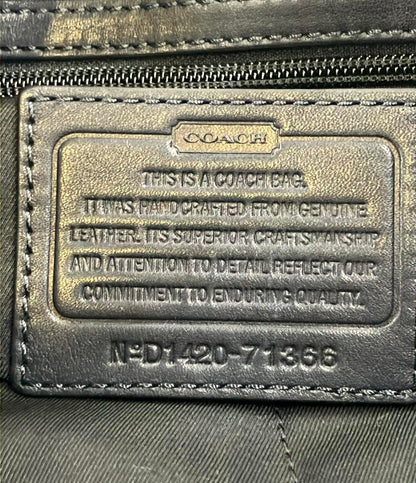 COACH
THIS IS A COACH BAG.
IT WAS HANDCRAFTED FROM GENUINE
LEATHER. ITS SUPERIOR CRAFTSMANSHIP
AND ATTENTION TO DETAIL REFLECT OUR
COMMITMENT TO ENDURING QUALITY.
Nº D1420-71366